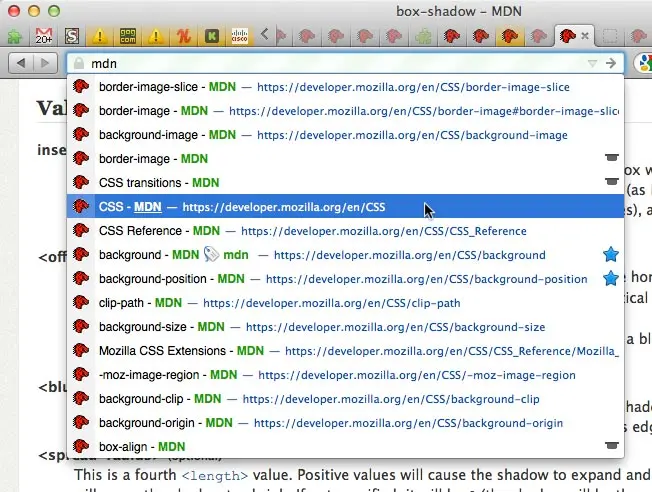 box-shadow - MDN
20+
gog
com
cisco
mdn
Val
border-image-slice - MDN — https://developer.mozilla.org/en/CSS/border-image-slice
border-image - MDN — https://developer.mozilla.org/en/CSS/border-image#border-image-slic
inse
background-image - MDN — https://developer.mozilla.org/en/CSS/background-image
border-image - MDN
ox w
CSS transitions - MDN
(as
CSS - MDN — https://developer.mozilla.org/en/CSS
s), a
CSS Reference - MDN — https://developer.mozilla.org/en/CSS/CSS_Reference
<off
background - MDN mdn — https://developer.mozilla.org/en/CSS/background
background-position - MDN — https://developer.mozilla.org/en/CSS/background-position
e hor
clip-path - MDN — https://developer.mozilla.org/en/CSS/clip-path
tical
background-size - MDN — https://developer.mozilla.org/en/CSS/background-size
Mozilla CSS Extensions - MDN — https://developer.mozilla.org/en/CSS/CSS_Reference/Mozilla_
a bl
-moz-image-region - MDN — https://developer.mozilla.org/en/CSS/-moz-image-region
<blu
background-clip - MDN — https://developer.mozilla.org/en/CSS/background-clip
hado
background-origin - MDN — https://developer.mozilla.org/en/CSS/background-origin
s edg
box-align - MDN
This is a fourth <length> value. Positive values will cause the shadow to expand and